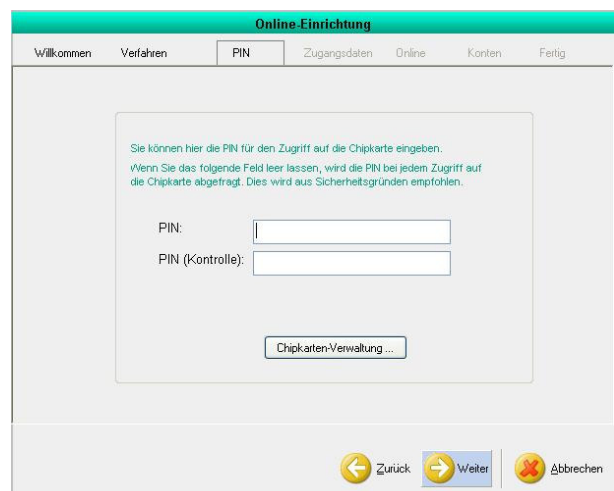 Online-Einrichtung
Willkommen Verfahren PIN Zugangsdaten Online Konten Fertig
Sie können hier die PIN für den Zugriff auf die Chipkarte eingeben.
Wenn Sie das folgende Feld leer lassen, wird die PIN bei jedem Zugriff auf
die Chipkarte abgefragt. Dies wird aus Sicherheitsgründen empfohlen.
PIN:
PIN (Kontrolle):
Chipkarten-Verwaltung ...
Zurück Weiter Abbrechen